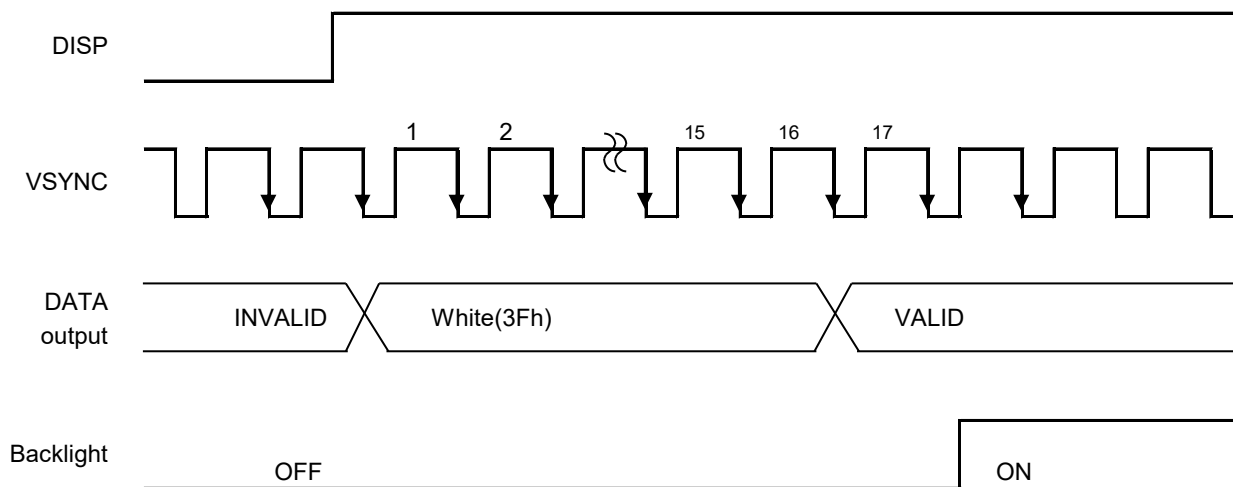 DISP
1 2 15 16 17
VSYNC
DATA
output
INVALID White(3Fh) VALID
Backlight
OFF ON